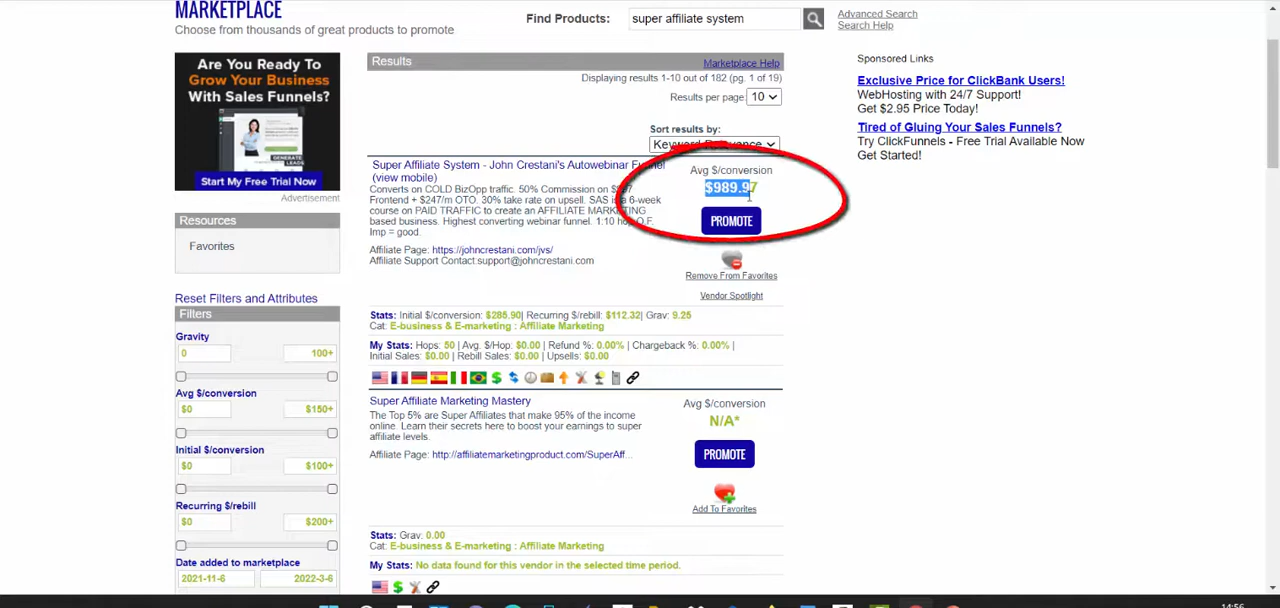 MARKETPLACE
Choose from thousands of great products to promote
Find Products:
super affiliate system
Advanced Search
Search Help
Are You Ready To
Grow Your Business
With Sales Funnels?
GENERATE
LEADS
Start My Free Trial Now
Advertisement
Resources
Favorites
Reset Filters and Attributes
Filters
Gravity
0
100+
Avg $/conversion
$0
$150+
Initial $/conversion
$0
$100+
Recurring $/rebill
$0
$200+
Date added to marketplace
2021-11-6
2022-3-6
Results
Marketplace Help
Displaying results 1-10 out of 182 (pg. 1 of 19)
Results per page
10
Sort results by:
Keyword Relevance
Super Affiliate System - John Crestani's Autowebinar Funnel
(view mobile)
Converts on COLD BizOpp traffic. 50% Commission on
Frontend + $247/m OTO. 30% take rate on upsell. SAS is a 6-week
course on PAID TRAFFIC to create an AFFILIATE MARKETING
based business. Highest converting webinar funnel. 1:10 hop O.F.
Imp = good.
Affiliate Page: https://johncrestani.com/jvs/
Affiliate Support Contact:support@johncrestani.com
Avg $/conversion
$989.97
PROMOTE
Remove From Favorites
Vendor Spotlight
Stats: Initial $/conversion: $285.90| Recurring $/rebill: $112.32| Grav: 9.25
Cat: E-business & E-marketing : Affiliate Marketing
My Stats: Hops: 50 | Avg. $/Hop: $0.00 | Refund %: 0.00% | Chargeback %: 0.00% |
Initial Sales: $0.00 | Rebill Sales: $0.00 | Upsells: $0.00
Super Affiliate Marketing Mastery
The Top 5% are Super Affiliates that make 95% of the income
online. Learn their secrets here to boost your earnings to super
affiliate levels.
Affiliate Page: http://affiliatemarketingproduct.com/SuperAff...
Avg $/conversion
N/A*
PROMOTE
Add To Favorites
Stats: Grav: 0.00
Cat: E-business & E-marketing : Affiliate Marketing
My Stats: No data found for this vendor in the selected time period.
Sponsored Links
Exclusive Price for ClickBank Users!
WebHosting with 24/7 Support!
Get $2.95 Price Today!
Tired of Gluing Your Sales Funnels?
Try ClickFunnels - Free Trial Available Now
Get Started!
14:56